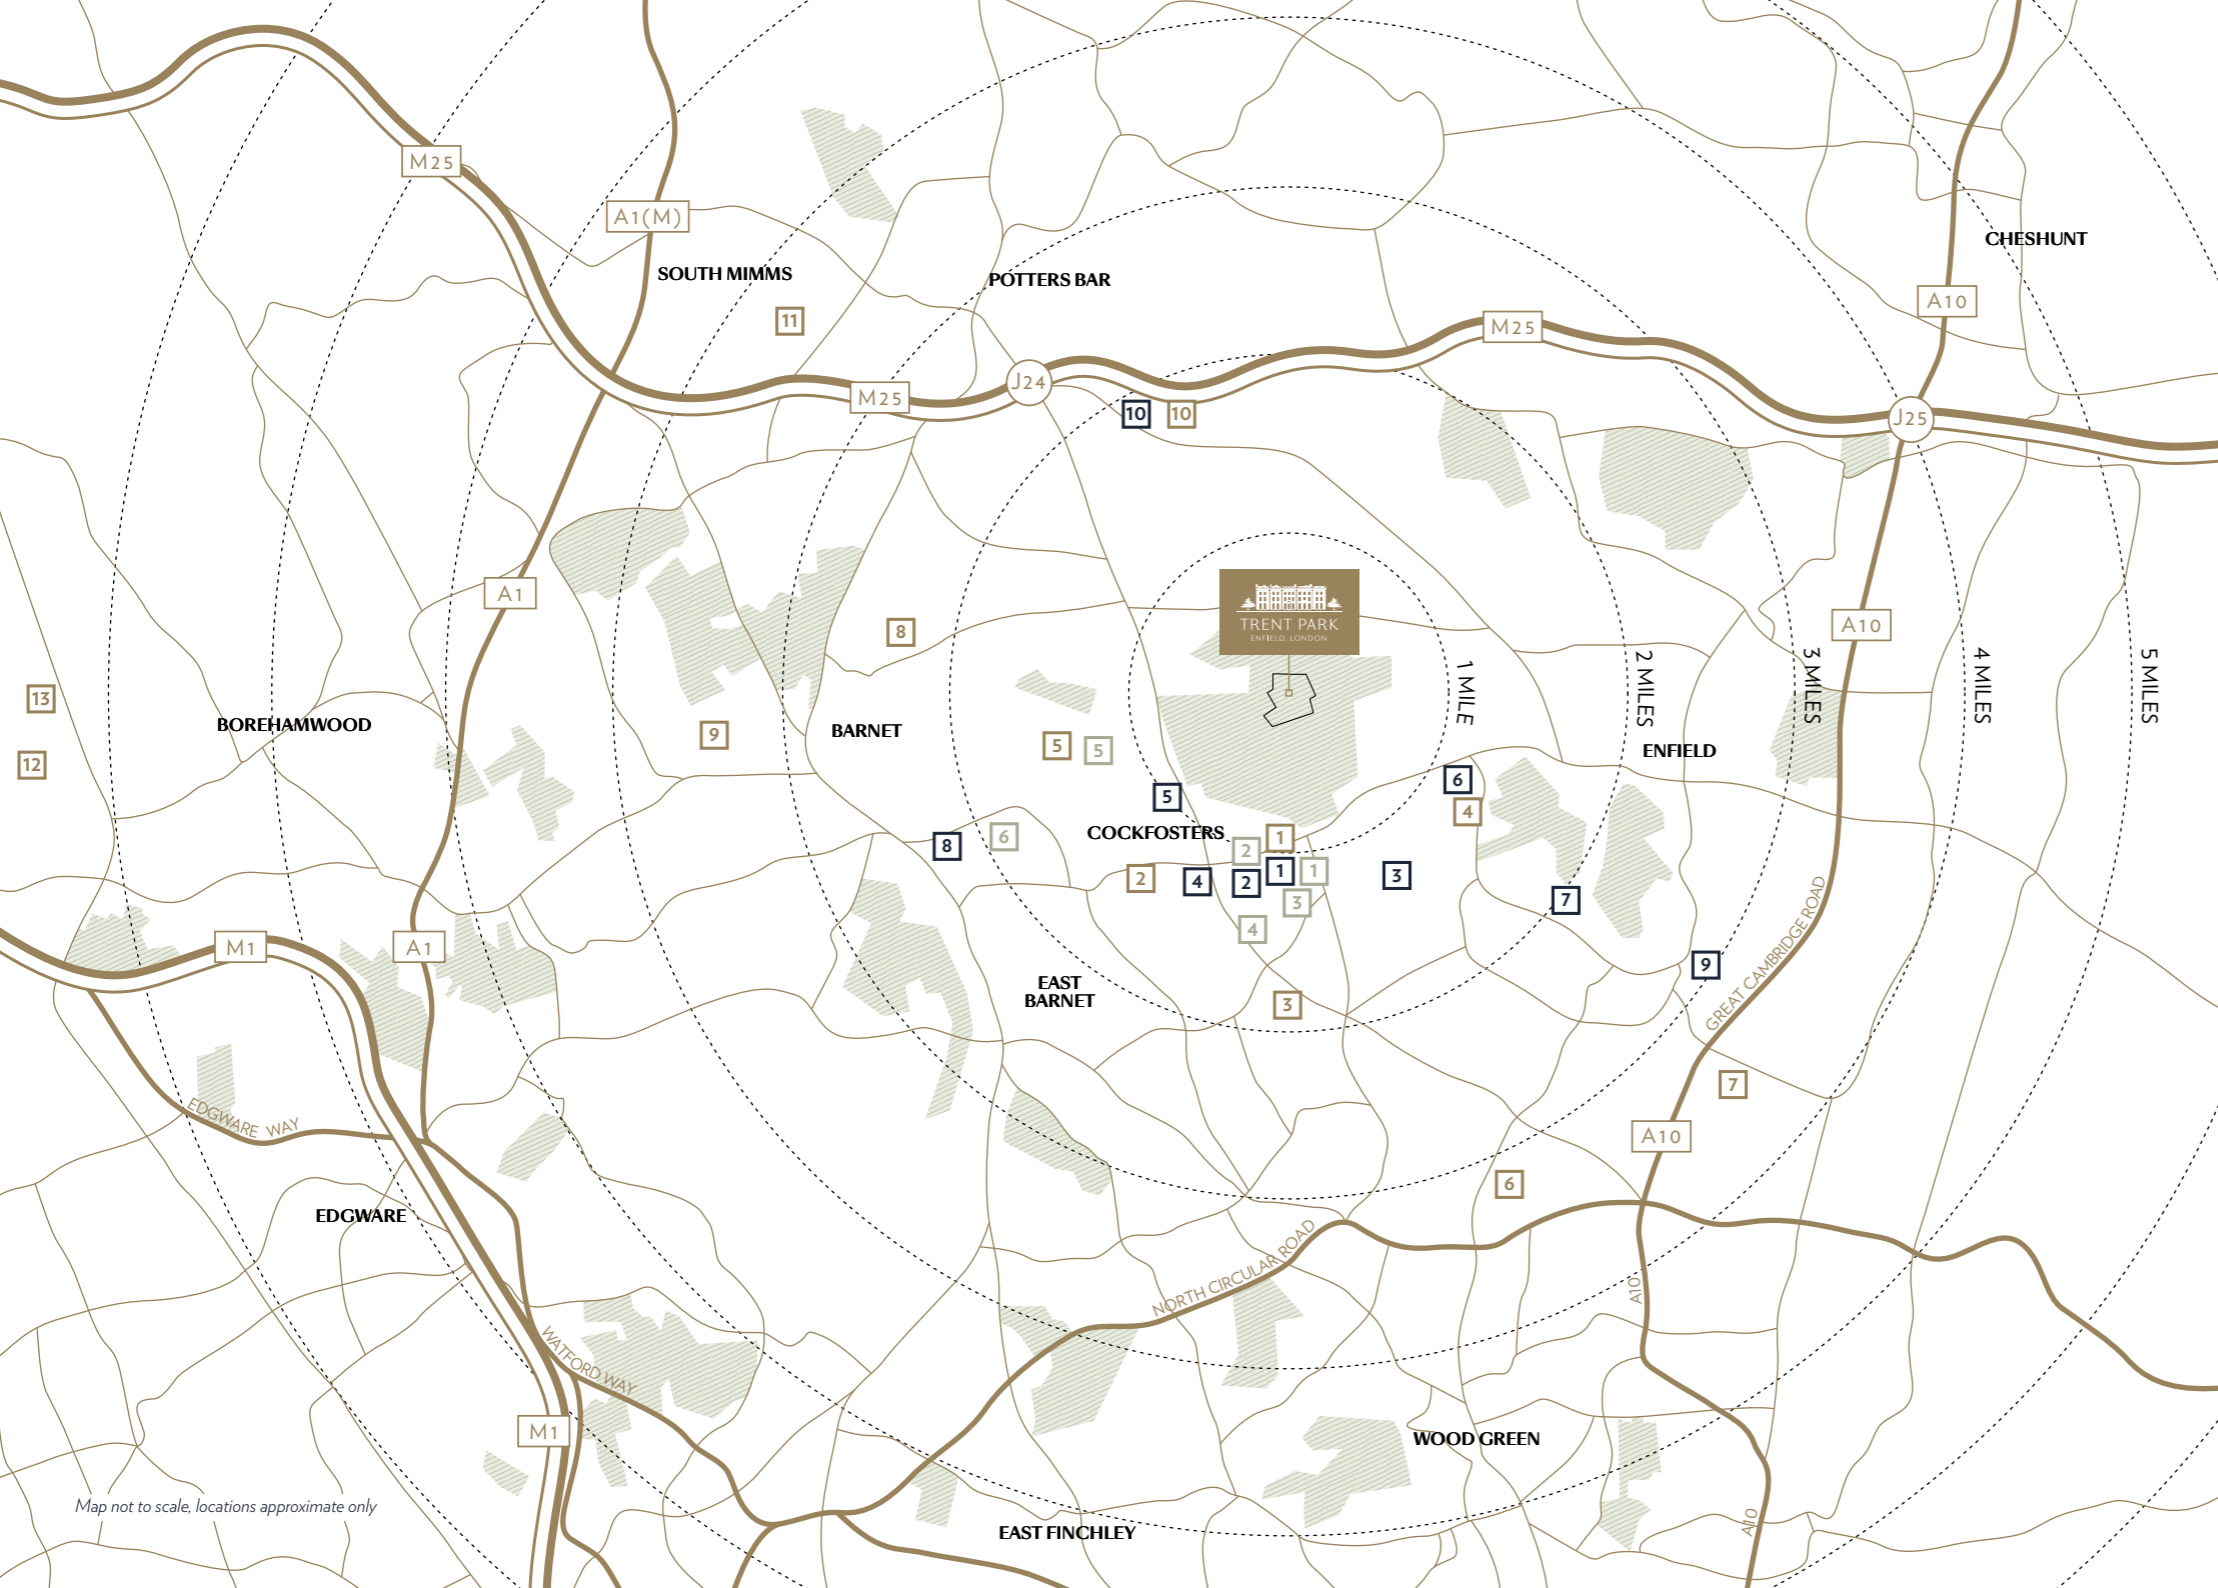 M25
A1(M)
CHESHUNT
SOUTH MIMMS
POTTERS BAR
A10
11
M25
J24
M25
10
10
J25
A1
TRENT PARK
ENFIELD, LONDON
A10
8
1 MILE
2 MILES
3 MILES
4 MILES
5 MILES
13
BOREHAMWOOD
9
BARNET
5
5
ENFIELD
12
6
5
4
COCKFOSTERS
1
8
6
2
2
4
2
1
1
3
7
3
4
M1
A1
9
GREAT CAMBRIDGE ROAD
EAST
BARNET
3
7
EDGWARE WAY
A10
6
EDGWARE
NORTH CIRCULAR ROAD
A10
WATFORD WAY
M1
WOOD GREEN
Map not to scale, locations approximate only
EAST FINCHLEY
A10